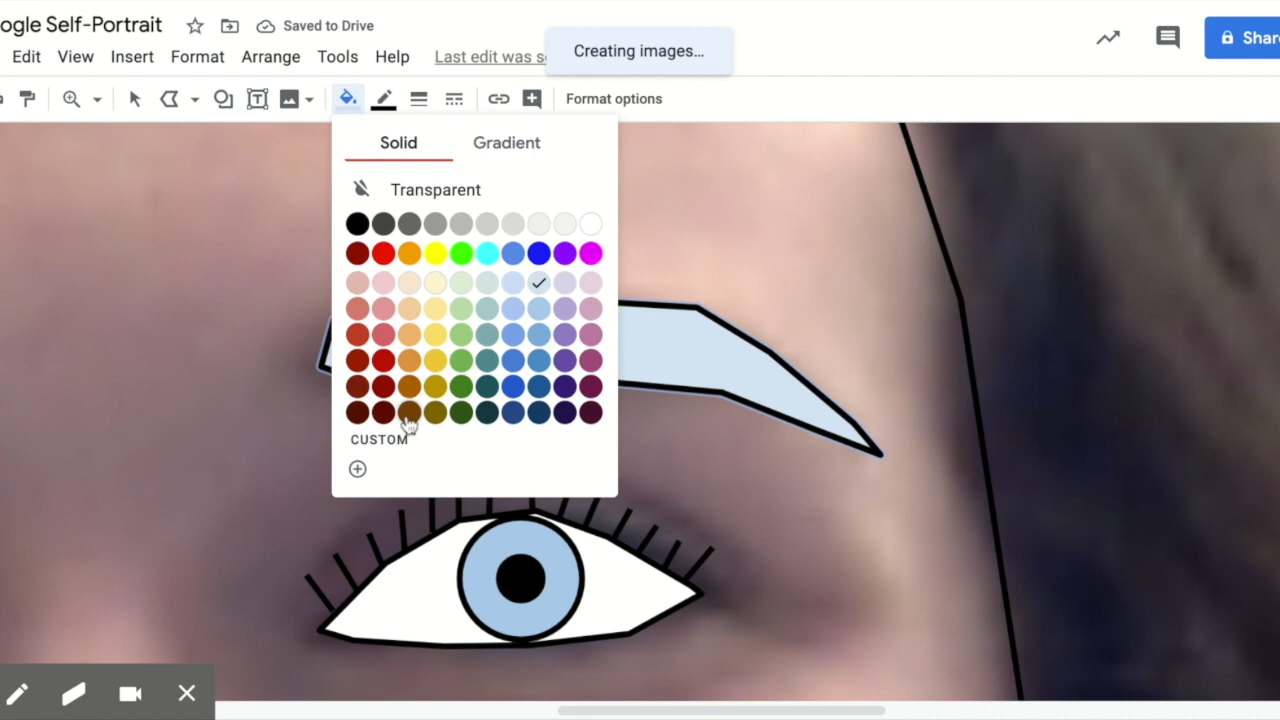 ogle Self-Portrait
Saved to Drive
Creating images...
Shar
Edit View Insert Format Arrange Tools Help Last edit was s
T
Format options
Solid Gradient
Transparent
CUSTOM